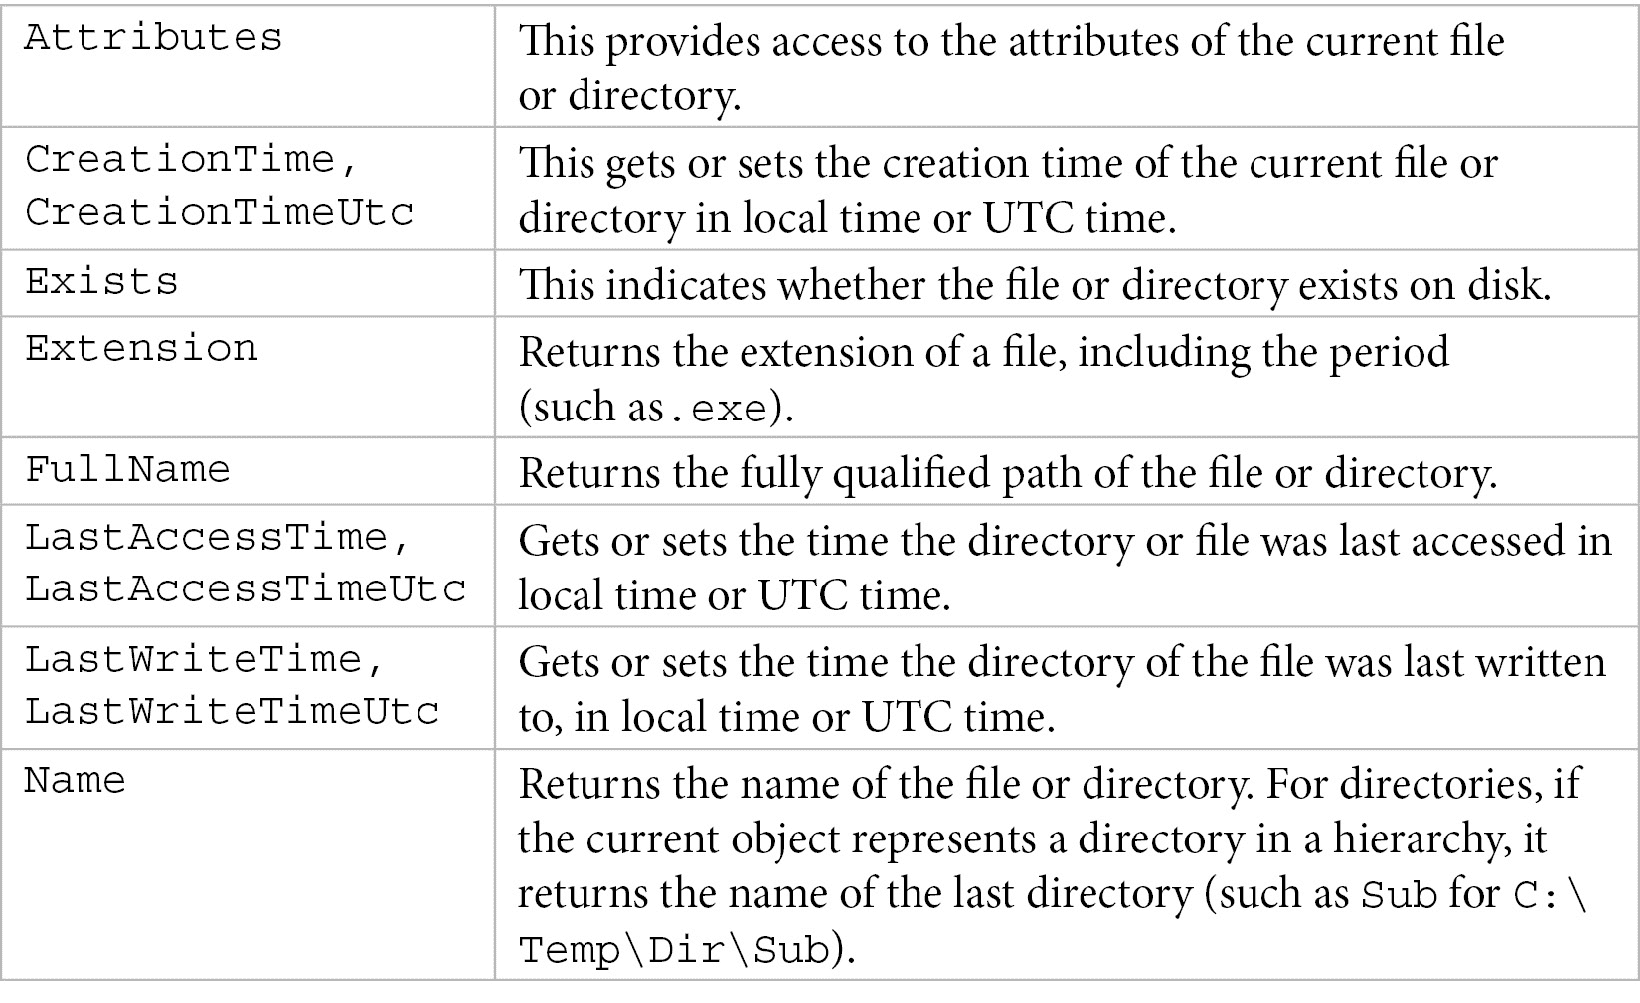 Attributes
This provides access to the attributes of the current file
or directory.
CreationTime,
CreationTimeUtc
This gets or sets the creation time of the current file or
directory in local time or UTC time.
Exists
This indicates whether the file or directory exists on disk.
Extension
Returns the extension of a file, including the period
(such as .exe).
FullName
Returns the fully qualified path of the file or directory.
LastAccessTime,
LastAccessTimeUtc
Gets or sets the time the directory or file was last accessed in
local time or UTC time.
LastWriteTime,
LastWriteTimeUtc
Gets or sets the time the directory of the file was last written
to, in local time or UTC time.
Name
Returns the name of the file or directory. For directories, if
the current object represents a directory in a hierarchy, it
returns the name of the last directory (such as Sub for C:\
Temp\Dir\Sub).